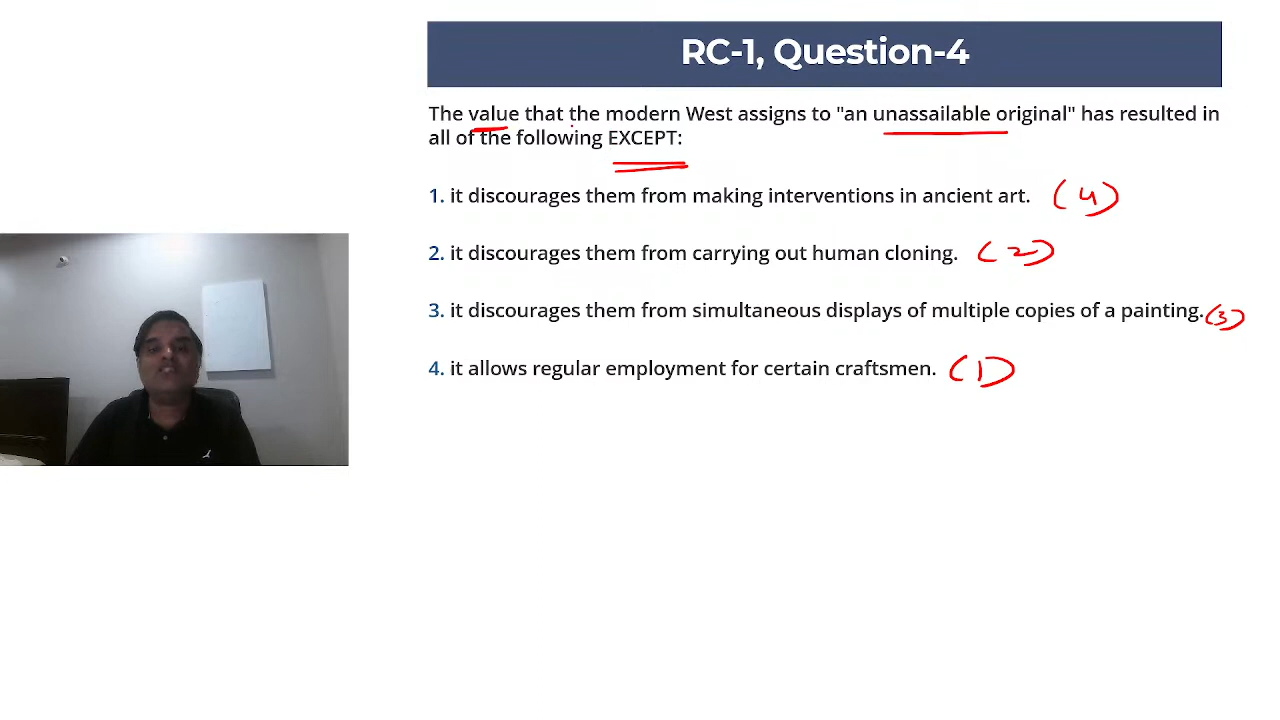 RC-1, Question-4
The value that the modern West assigns to "an unassailable original" has resulted in
all of the following EXCEPT:
1. it discourages them from making interventions in ancient art. (4)
2. it discourages them from carrying out human cloning. (2)
3. it discourages them from simultaneous displays of multiple copies of a painting. (3)
4. it allows regular employment for certain craftsmen. (1)